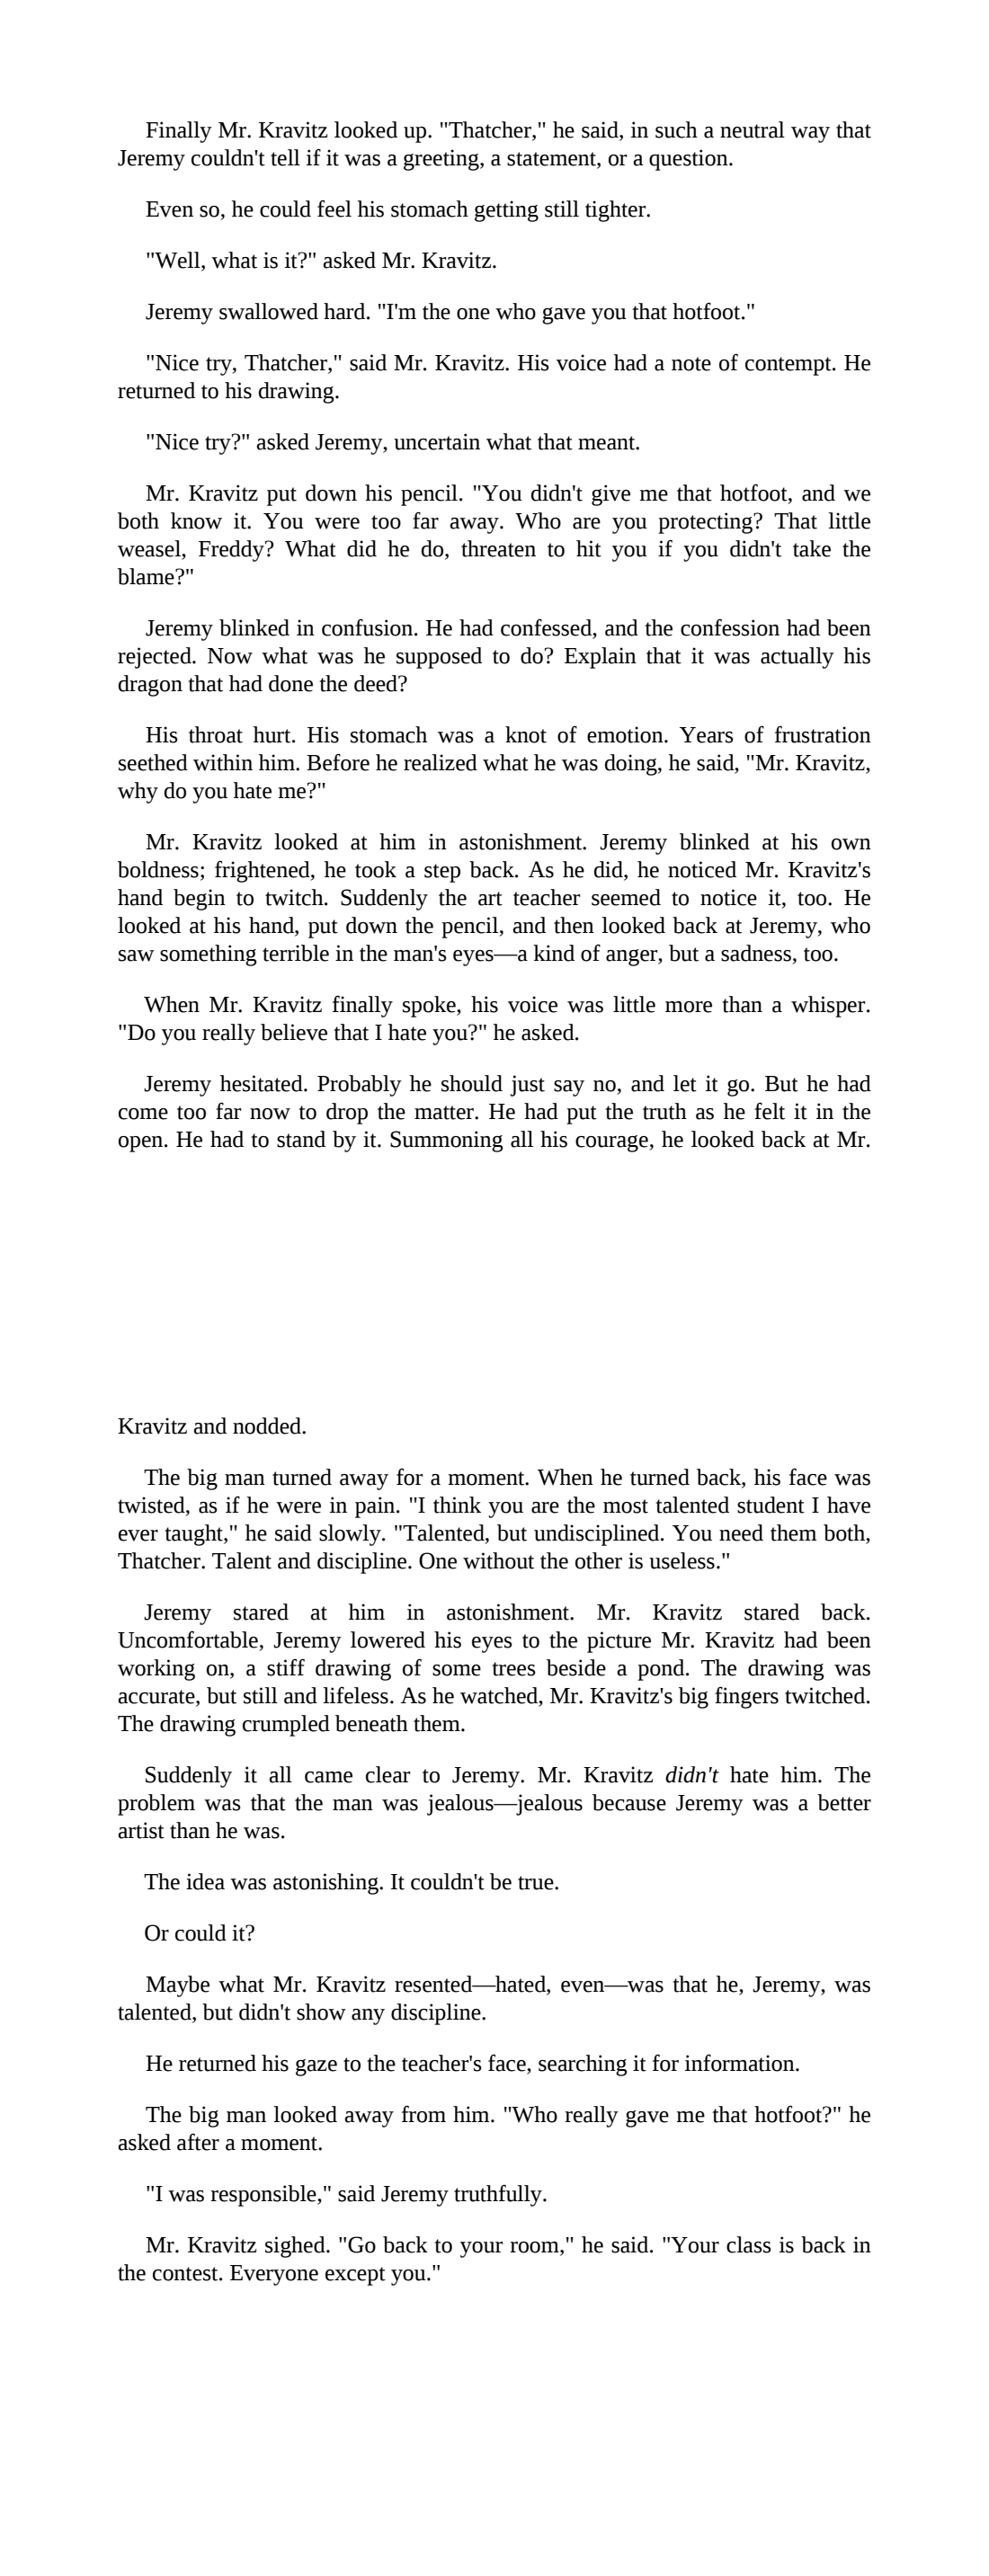 Finally Mr. Kravitz looked up. "Thatcher," he said, in such a neutral way that
Jeremy couldn't tell if it was a greeting, a statement, or a question.
Even so, he could feel his stomach getting still tighter.
"Well, what is it?" asked Mr. Kravitz.
Jeremy swallowed hard. "I'm the one who gave you that hotfoot."
"Nice try, Thatcher," said Mr. Kravitz. His voice had a note of contempt. He
returned to his drawing.
"Nice try?" asked Jeremy, uncertain what that meant.
Mr. Kravitz put down his pencil. "You didn't give me that hotfoot, and we
both know it. You were too far away. Who are you protecting? That little
weasel, Freddy? What did he do, threaten to hit you if you didn't take the
blame?"
Jeremy blinked in confusion. He had confessed, and the confession had been
rejected. Now what was he supposed to do? Explain that it was actually his
dragon that had done the deed?
His throat hurt. His stomach was a knot of emotion. Years of frustration
seethed within him. Before he realized what he was doing, he said, "Mr. Kravitz,
why do you hate me?"
Mr. Kravitz looked at him in astonishment. Jeremy blinked at his own
boldness; frightened, he took a step back. As he did, he noticed Mr. Kravitz's
hand begin to twitch. Suddenly the art teacher seemed to notice it, too. He
looked at his hand, put down the pencil, and then looked back at Jeremy, who
saw something terrible in the man's eyes—a kind of anger, but a sadness, too.
When Mr. Kravitz finally spoke, his voice was little more than a whisper.
"Do you really believe that I hate you?" he asked.
Jeremy hesitated. Probably he should just say no, and let it go. But he had
come too far now to drop the matter. He had put the truth as he felt it in the
open. He had to stand by it. Summoning all his courage, he looked back at Mr.
Kravitz and nodded.
The big man turned away for a moment. When he turned back, his face was
twisted, as if he were in pain. "I think you are the most talented student I have
ever taught," he said slowly. "Talented, but undisciplined. You need them both,
Thatcher. Talent and discipline. One without the other is useless."
Jeremy stared at him in astonishment. Mr. Kravitz stared back.
Uncomfortable, Jeremy lowered his eyes to the picture Mr. Kravitz had been
working on, a stiff drawing of some trees beside a pond. The drawing was
accurate, but still and lifeless. As he watched, Mr. Kravitz's big fingers twitched.
The drawing crumpled beneath them.
Suddenly it all came clear to Jeremy. Mr. Kravitz didn't hate him. The
problem was that the man was jealous—jealous because Jeremy was a better
artist than he was.
The idea was astonishing. It couldn't be true.
Or could it?
Maybe what Mr. Kravitz resented—hated, even—was that he, Jeremy, was
talented, but didn't show any discipline.
He returned his gaze to the teacher's face, searching it for information.
The big man looked away from him. "Who really gave me that hotfoot?" he
asked after a moment.
"I was responsible," said Jeremy truthfully.
Mr. Kravitz sighed. "Go back to your room," he said. "Your class is back in
the contest. Everyone except you."